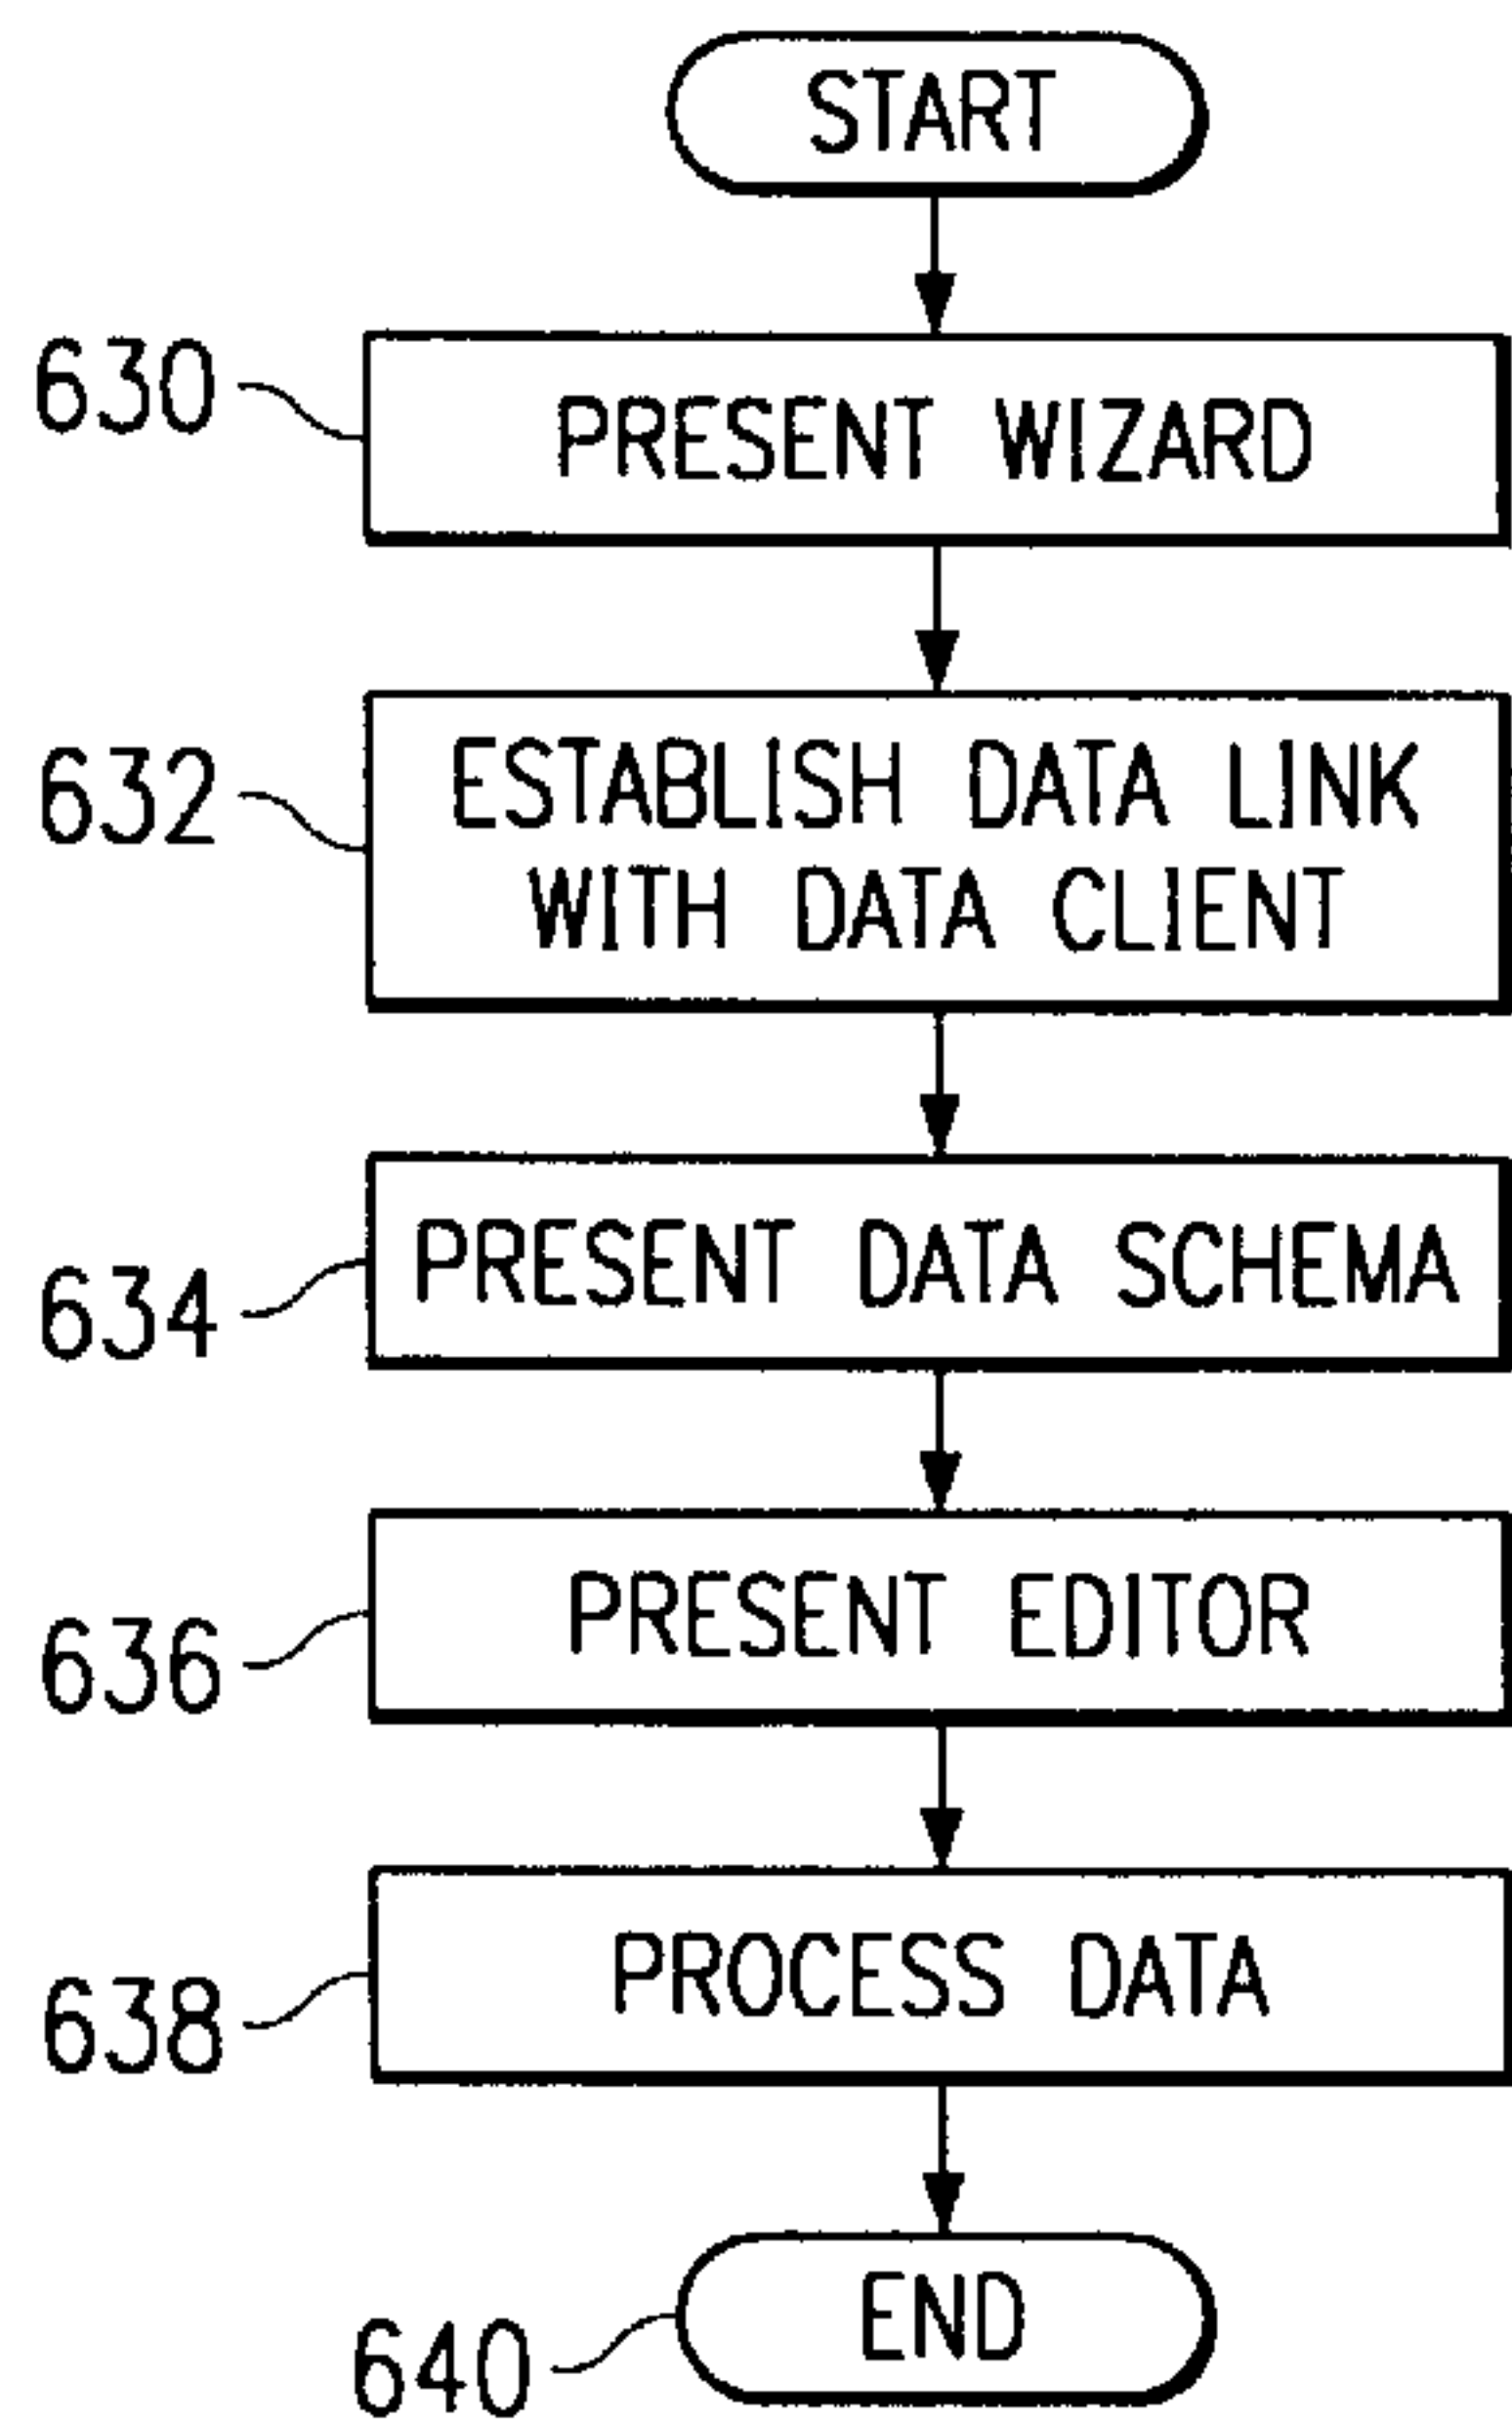 START
630
PRESENT WIZARD
632
ESTABLISH DATA LINK
WITH DATA CLIENT
634
PRESENT DATA SCHEMA
636
PRESENT EDITOR
638
PROCESS DATA
640
END